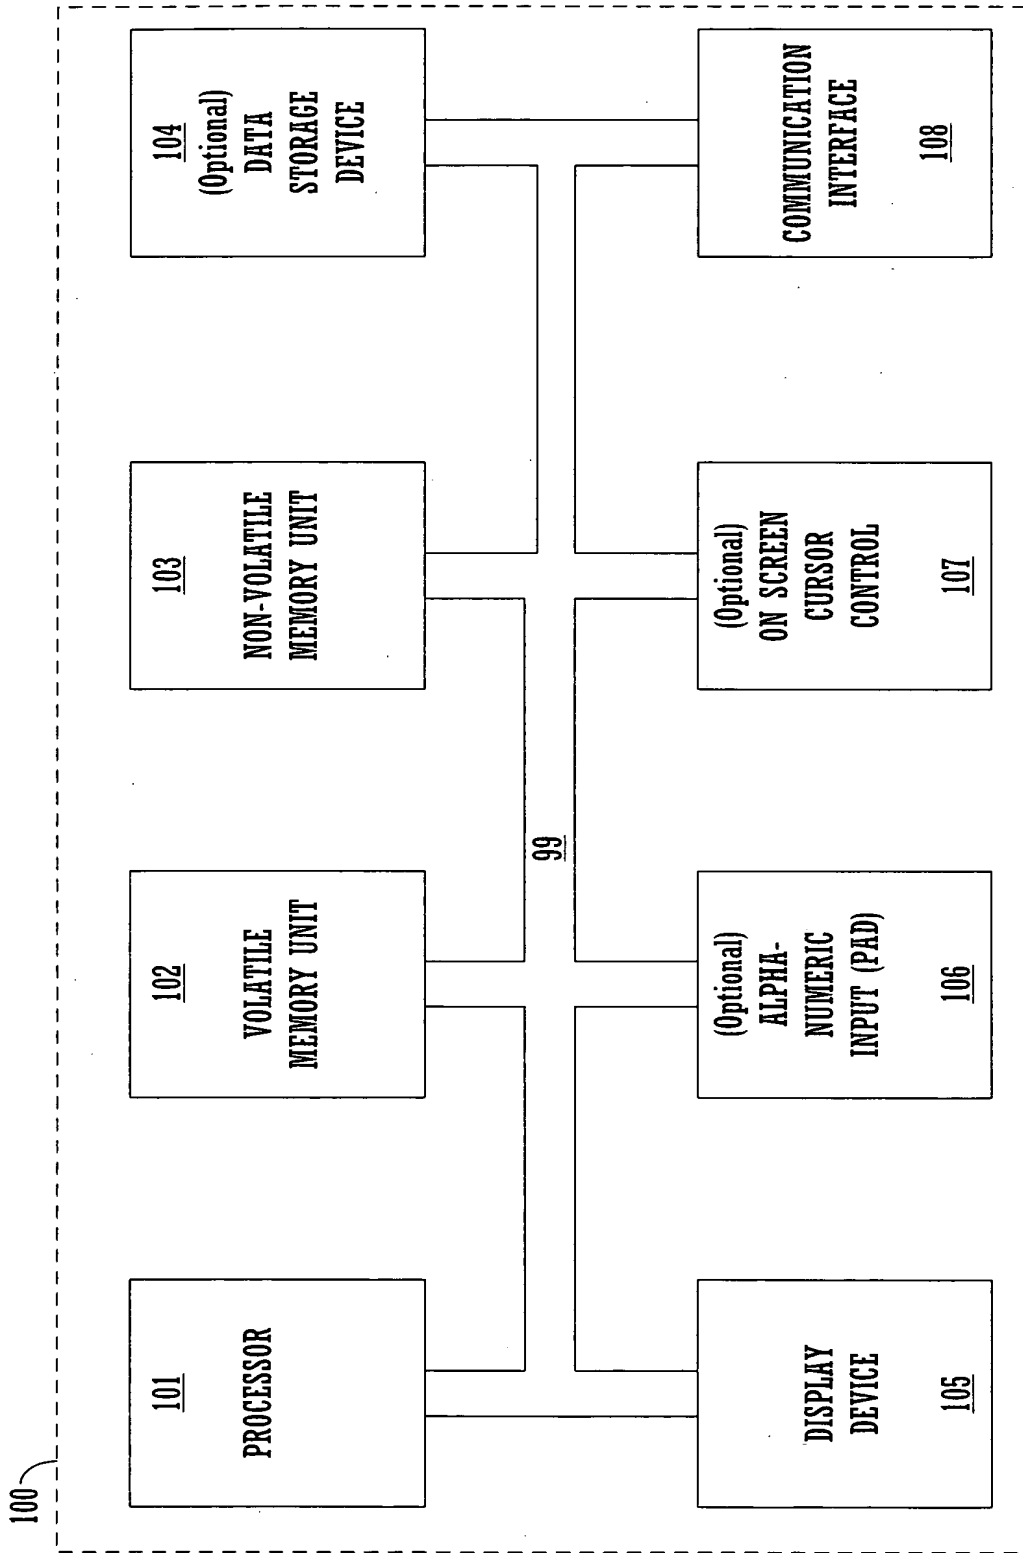 100
101
PROCESSOR
102
VOLATILE
MEMORY UNIT
103
NON-VOLATILE
MEMORY UNIT
104
(Optional)
DATA
STORAGE
DEVICE
99
DISPLAY
DEVICE
105
(Optional)
ALPHA-
NUMERIC
INPUT (PAD)
106
(Optional)
ON SCREEN
CURSOR
CONTROL
107
COMMUNICATION
INTERFACE
108